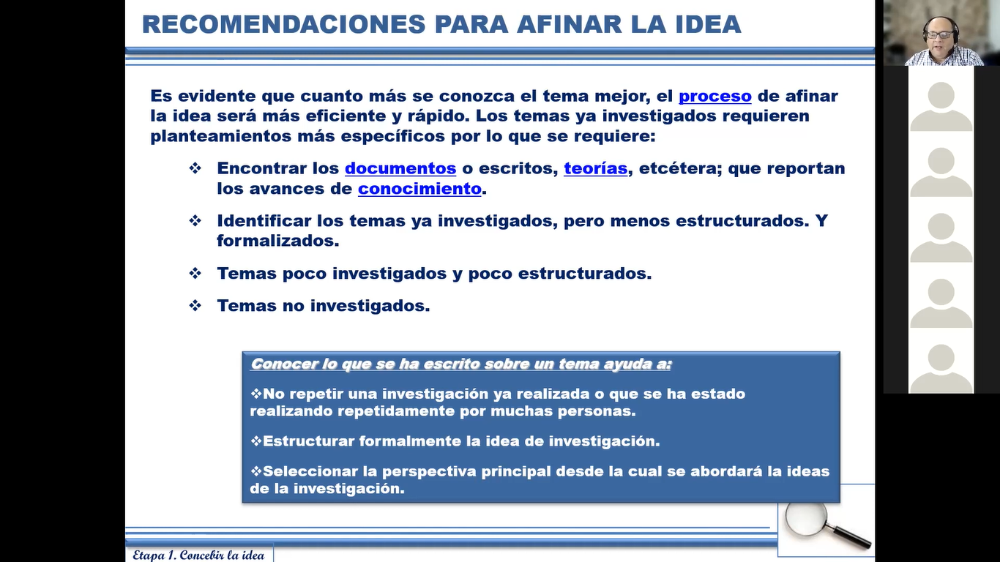 RECOMENDACIONES PARA AFINAR LA IDEA
Es evidente que cuanto más se conozca el tema mejor, el proceso de afinar
la idea será más eficiente y rápido. Los temas ya investigados requieren
planteamientos más específicos por lo que se requiere:
❖ Encontrar los documentos o escritos, teorías, etcétera; que reportan
los avances de conocimiento.
❖ Identificar los temas ya investigados, pero menos estructurados. Y
formalizados.
❖ Temas poco investigados y poco estructurados.
❖ Temas no investigados.
Conocer lo que se ha escrito sobre un tema ayuda a:
❖No repetir una investigación ya realizada o que se ha estado
realizando repetidamente por muchas personas.
❖Estructurar formalmente la idea de investigación.
❖Seleccionar la perspectiva principal desde la cual se abordará la ideas
de la investigación.
Etapa 1. Concebir la idea